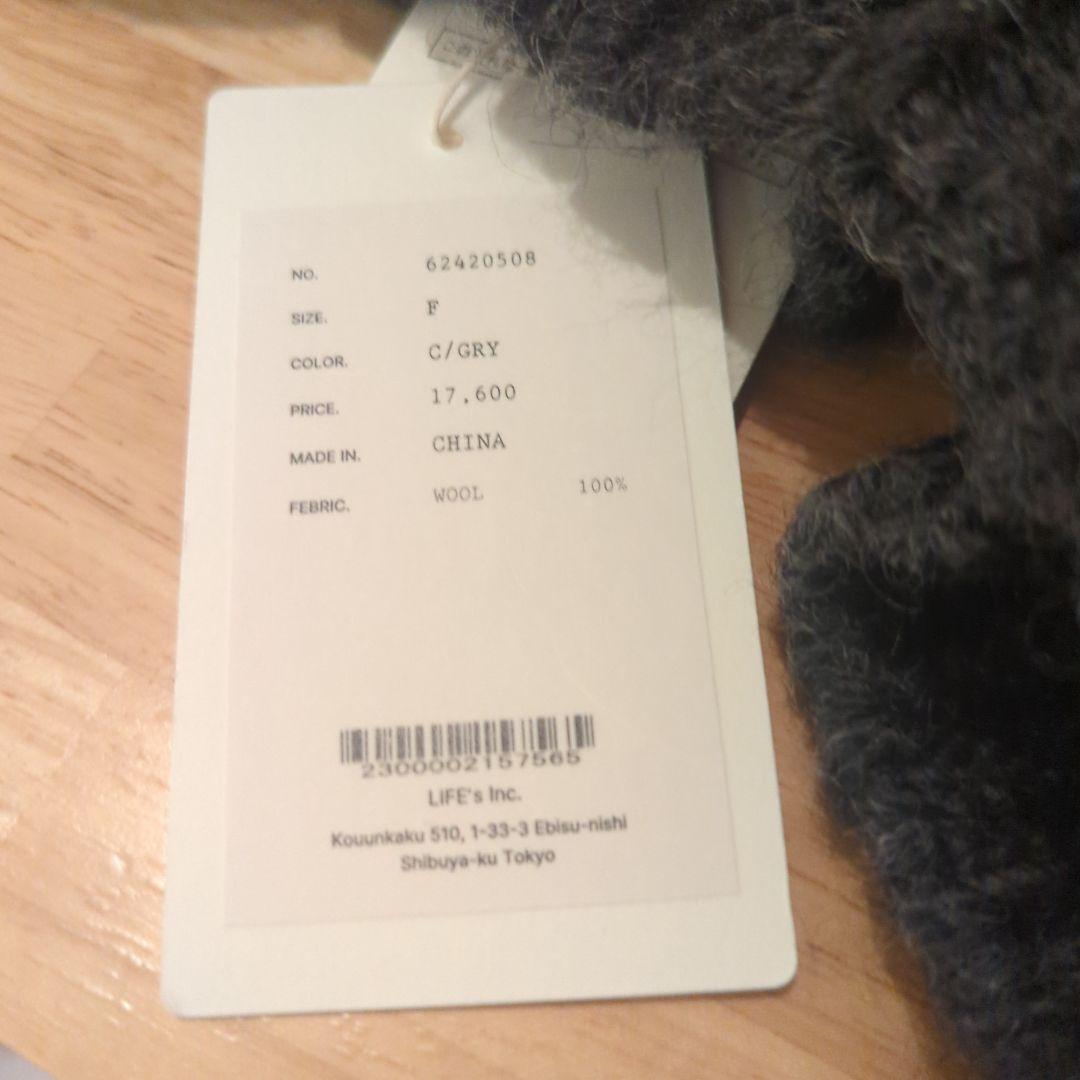 NO. 62420508
SIZE. F
COLOR. C/GRY
PRICE. 17,600
MADE IN. CHINA
FEBRIC. WOOL 100%
2300002157565
LIFE's Inc.
Kouunkaku 510, 1-33-3 Ebisu-nishi
Shibuya-ku Tokyo